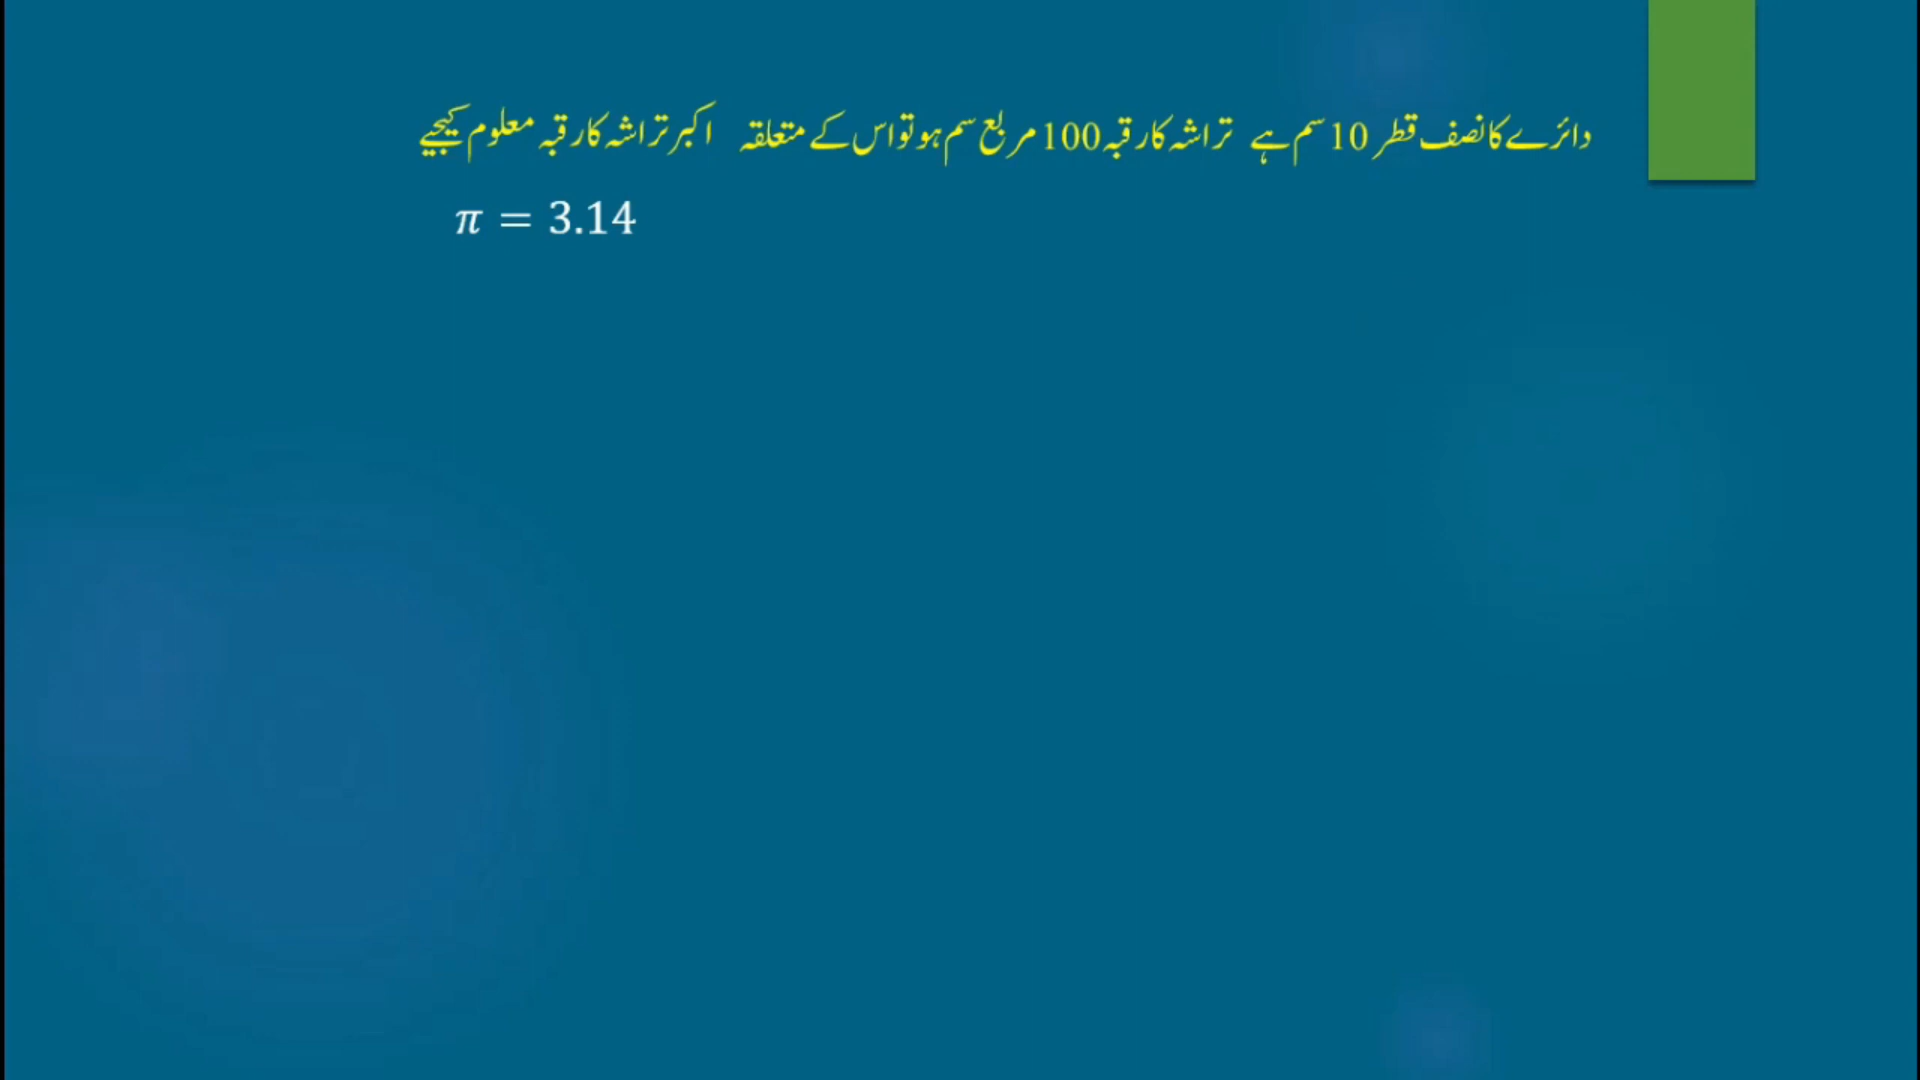 دائرے کا نصف قطر 10 سم ہے تراشہ کا رقبہ 100 مربع سم ہو تو اس کے متعلقہ اکبر تراشہ کا رقبہ معلوم کیجیے
π = 3.14